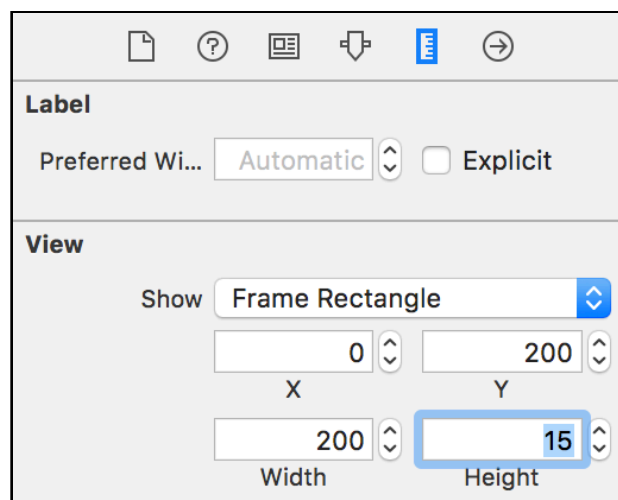 Label
Preferred Wi... Automatic Explicit
View
Show Frame Rectangle
0 200
X Y
200 15
Width Height